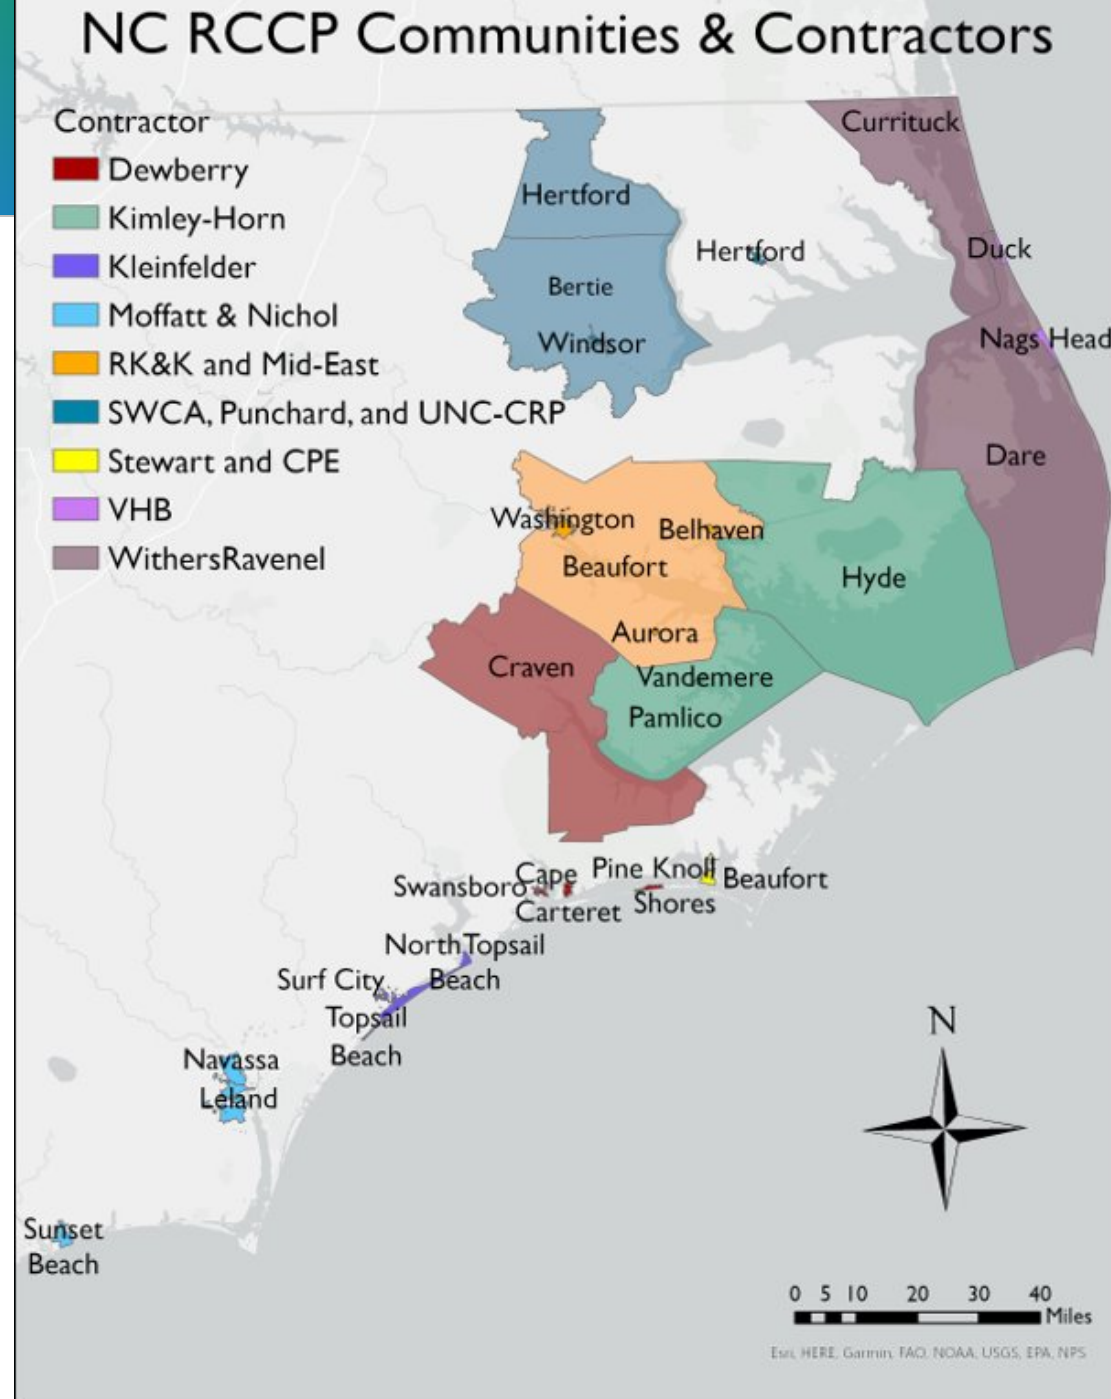 NC RCCP Communities & Contractors
Contractor
Dewberry
Kimley-Horn
Kleinfelder
Moffatt & Nichol
RK&K and Mid-East
SWCA, Punchard, and UNC-CRP
Stewart and CPE
VHB
WithersRavenel
Currituck
Hertford
Duck
Hertford
Bertie
Windsor
Nags Head
Dare
Washington
Belhaven
Beaufort
Hyde
Aurora
Craven
Vandemere
Pamlico
Swansboro
Cape
Carteret
Pine Knoll
Shores
Beaufort
North Topsail
Beach
Surf City
Topsail
Beach
Navassa
Leland
Sunset
Beach
N
0 5 10 20 30 40
Miles
Esri, HERE, Garmin, FAO, NOAA, USGS, EPA, NPS